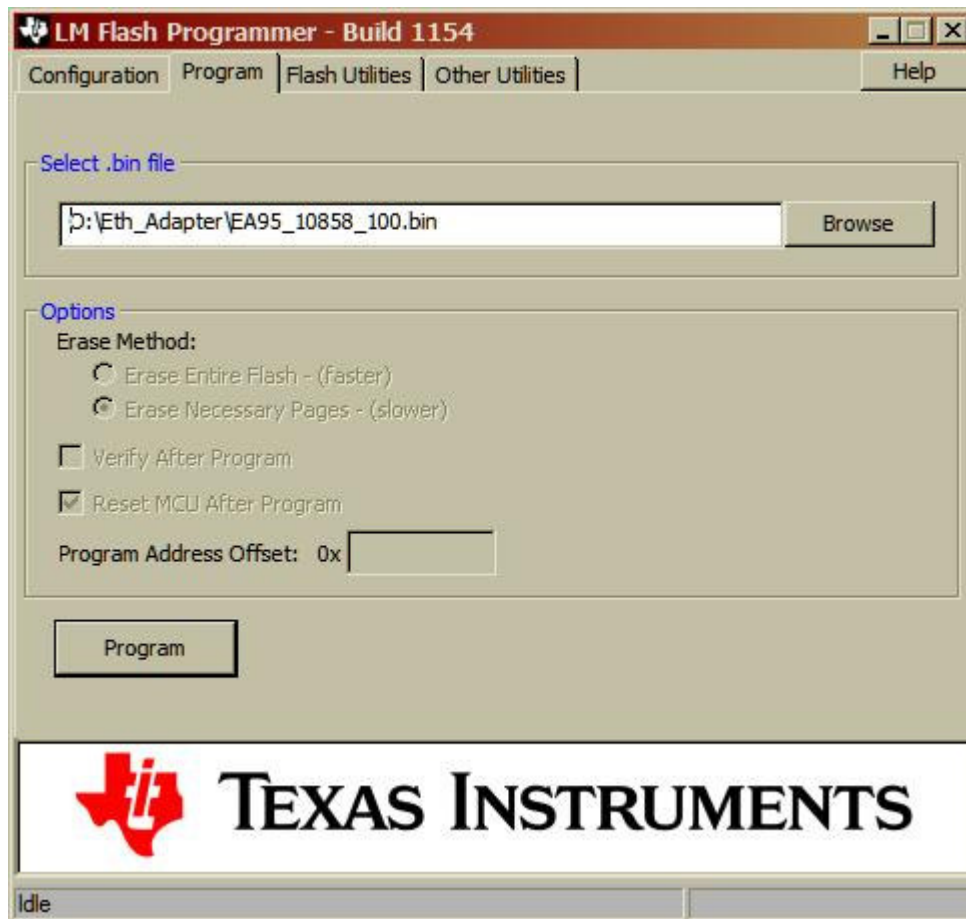 LM Flash Programmer - Build 1154
Configuration Program Flash Utilities Other Utilities Help
Select .bin file
D:\Eth_Adapter\EA95_10858_100.bin Browse
Options
Erase Method:
Erase Entire Flash - (faster)
Erase Necessary Pages - (slower)
Verify After Program
Reset MCU After Program
Program Address Offset: 0x
Program
TEXAS INSTRUMENTS
Idle